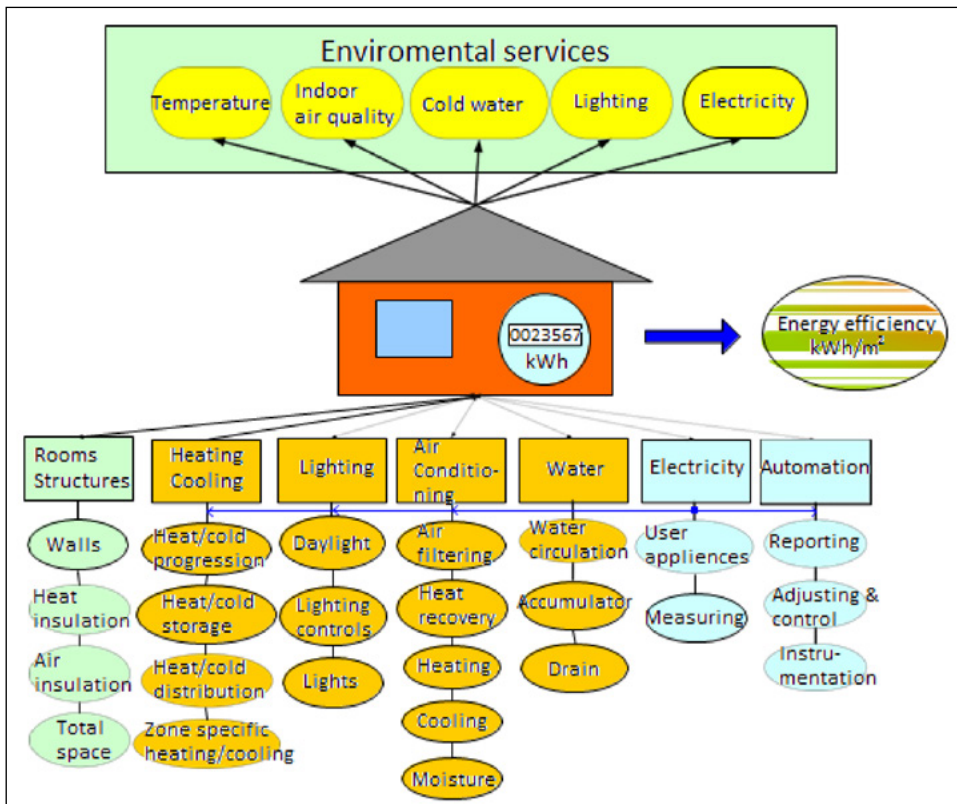 Enviromental services
Temperature
Indoor
air quality
Cold water
Lighting
Electricity
0023567
kWh
Energy efficiency
kWh/m²
Rooms
Structures
Heating
Cooling
Lighting
Air
Conditio-
ning
Water
Electricity
Automation
Walls
Heat
insulation
Air
insulation
Total
space
Heat/cold
progression
Heat/cold
storage
Heat/cold
distribution
Zone specific
heating/cooling
Daylight
Lighting
controls
Lights
Air
filtering
Heat
recovery
Heating
Cooling
Moisture
Water
circulation
Accumulator
Drain
User
appliences
Measuring
Reporting
Adjusting &
control
Instru-
mentation